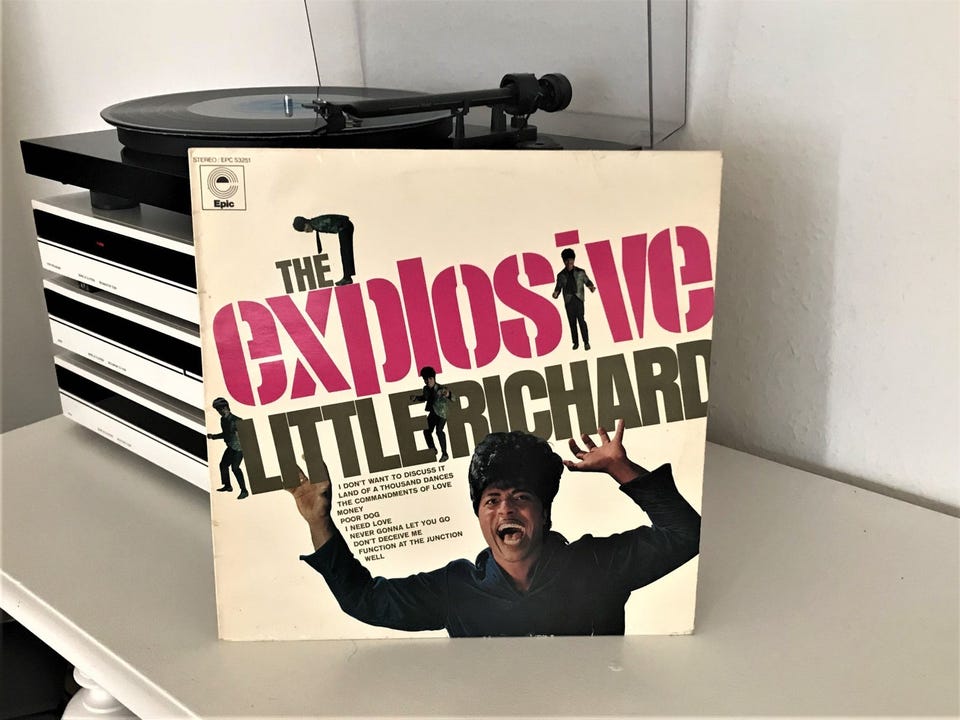 STEREO / EPC 53251
Epic
THE
explosive
LITTLE RICHARD
I DON'T WANT TO DISCUSS IT
LAND OF A THOUSAND DANCES
THE COMMANDMENTS OF LOVE
MONEY
POOR DOG
I NEED LOVE
NEVER GONNA LET YOU GO
DON'T DECEIVE ME
FUNCTION AT THE JUNCTION
WELL